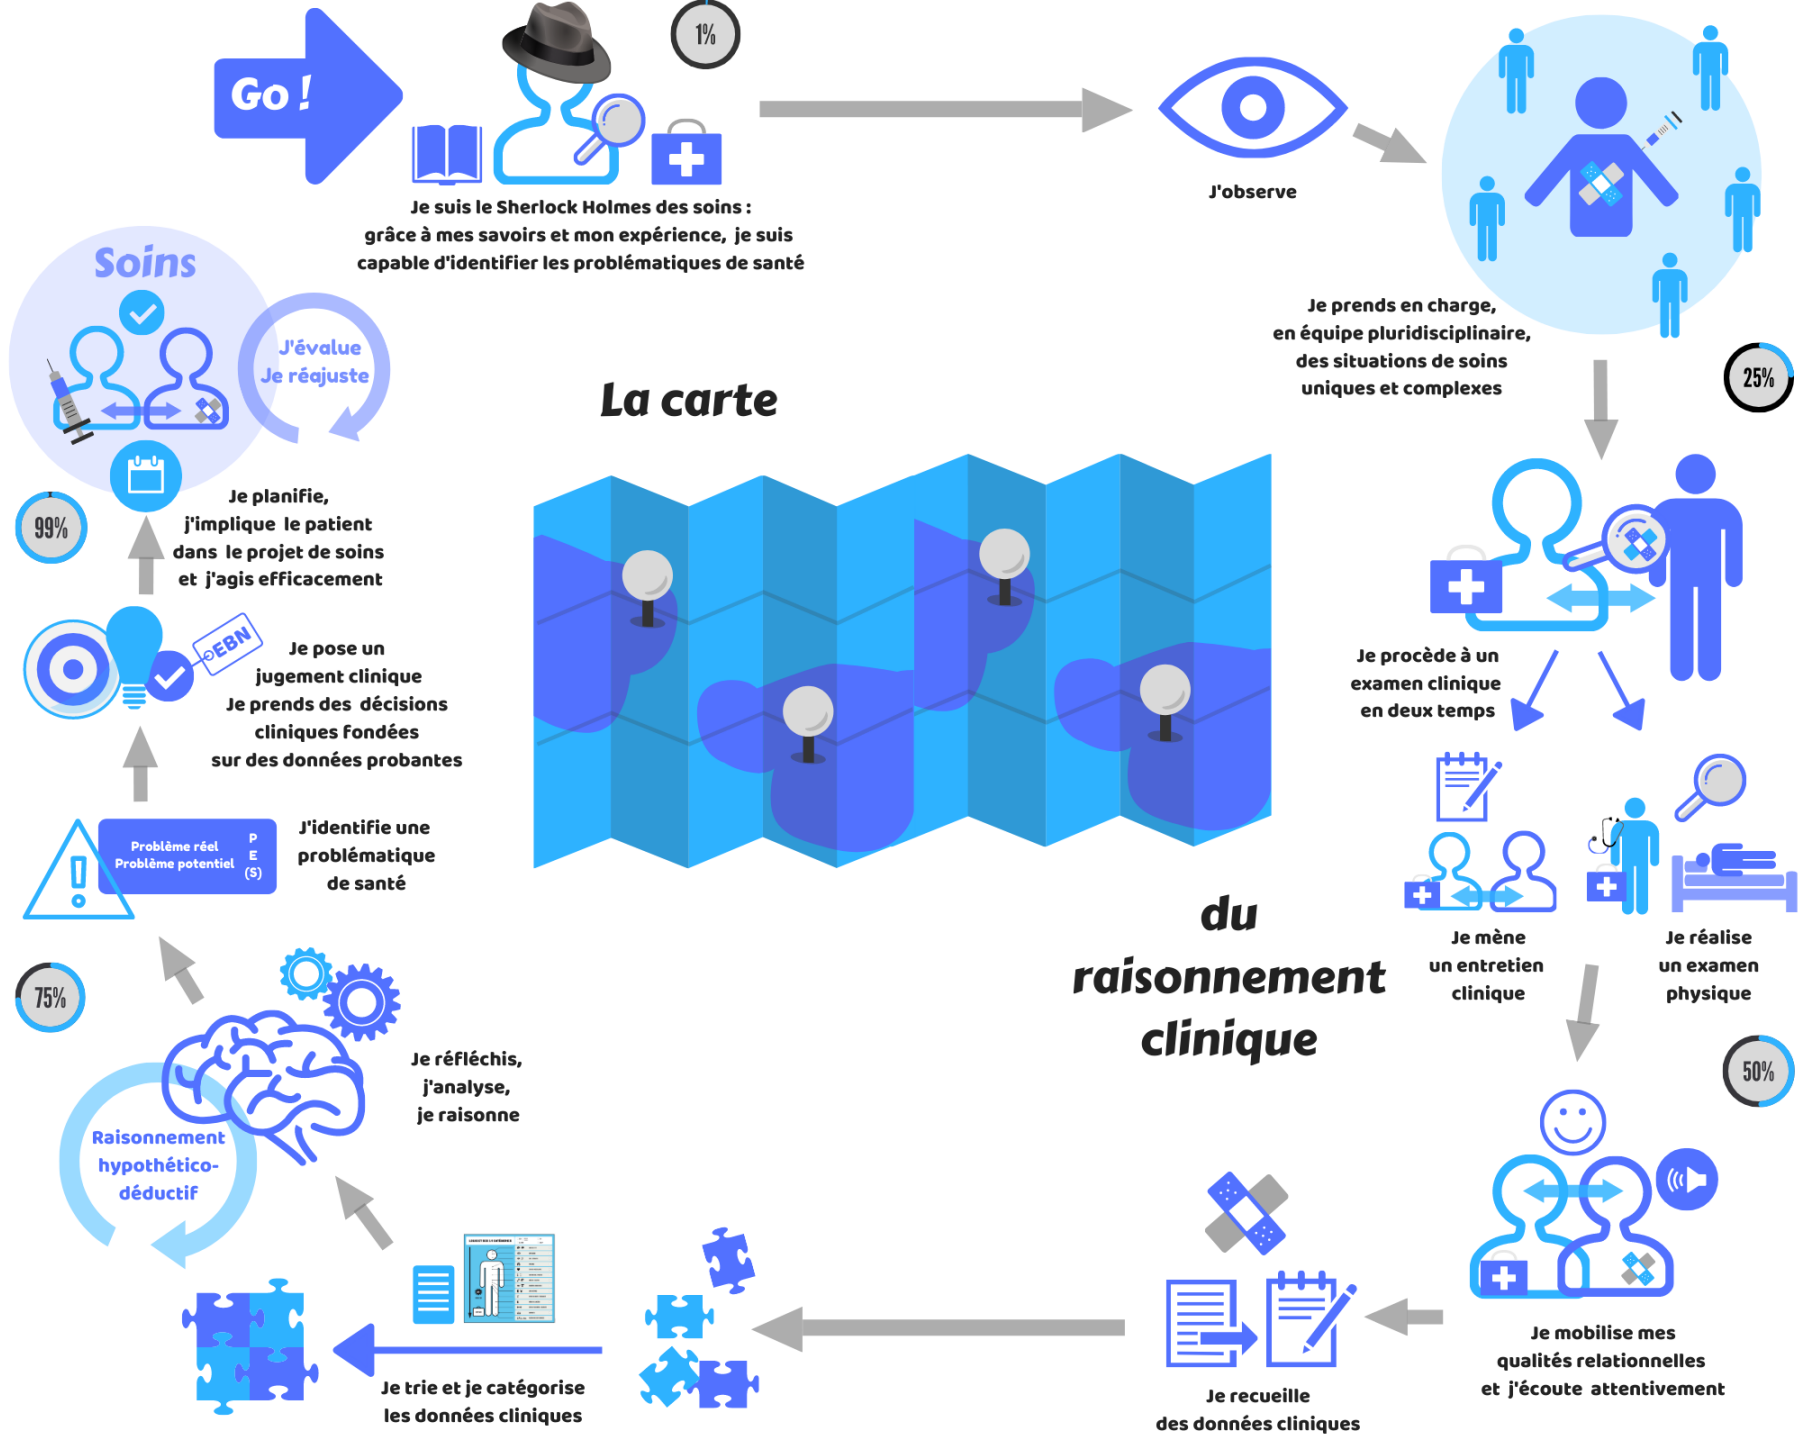 Go !
1%
Je suis le Sherlock Holmes des soins :
grâce à mes savoirs et mon expérience, je suis
capable d'identifier les problématiques de santé
J'observe
Je prends en charge,
en équipe pluridisciplinaire,
des situations de soins
uniques et complexes
25%
Je procède à un
examen clinique
en deux temps
Je mène
un entretien
clinique
Je réalise
un examen
physique
50%
Je mobilise mes
qualités relationnelles
et j'écoute attentivement
Je recueille
des données cliniques
Je trie et je catégorise
les données cliniques
Je réfléchis,
j'analyse,
je raisonne
Raisonnement
hypothético-
déductif
75%
J'identifie une
problématique
de santé
Problème réel
Problème potentiel
P
E
(S)
Je pose un
jugement clinique
Je prends des décisions
cliniques fondées
sur des données probantes
EBN
99%
Je planifie,
j'implique le patient
dans le projet de soins
et j'agis efficacement
Soins
J'évalue
Je réajuste
La carte
du
raisonnement
clinique